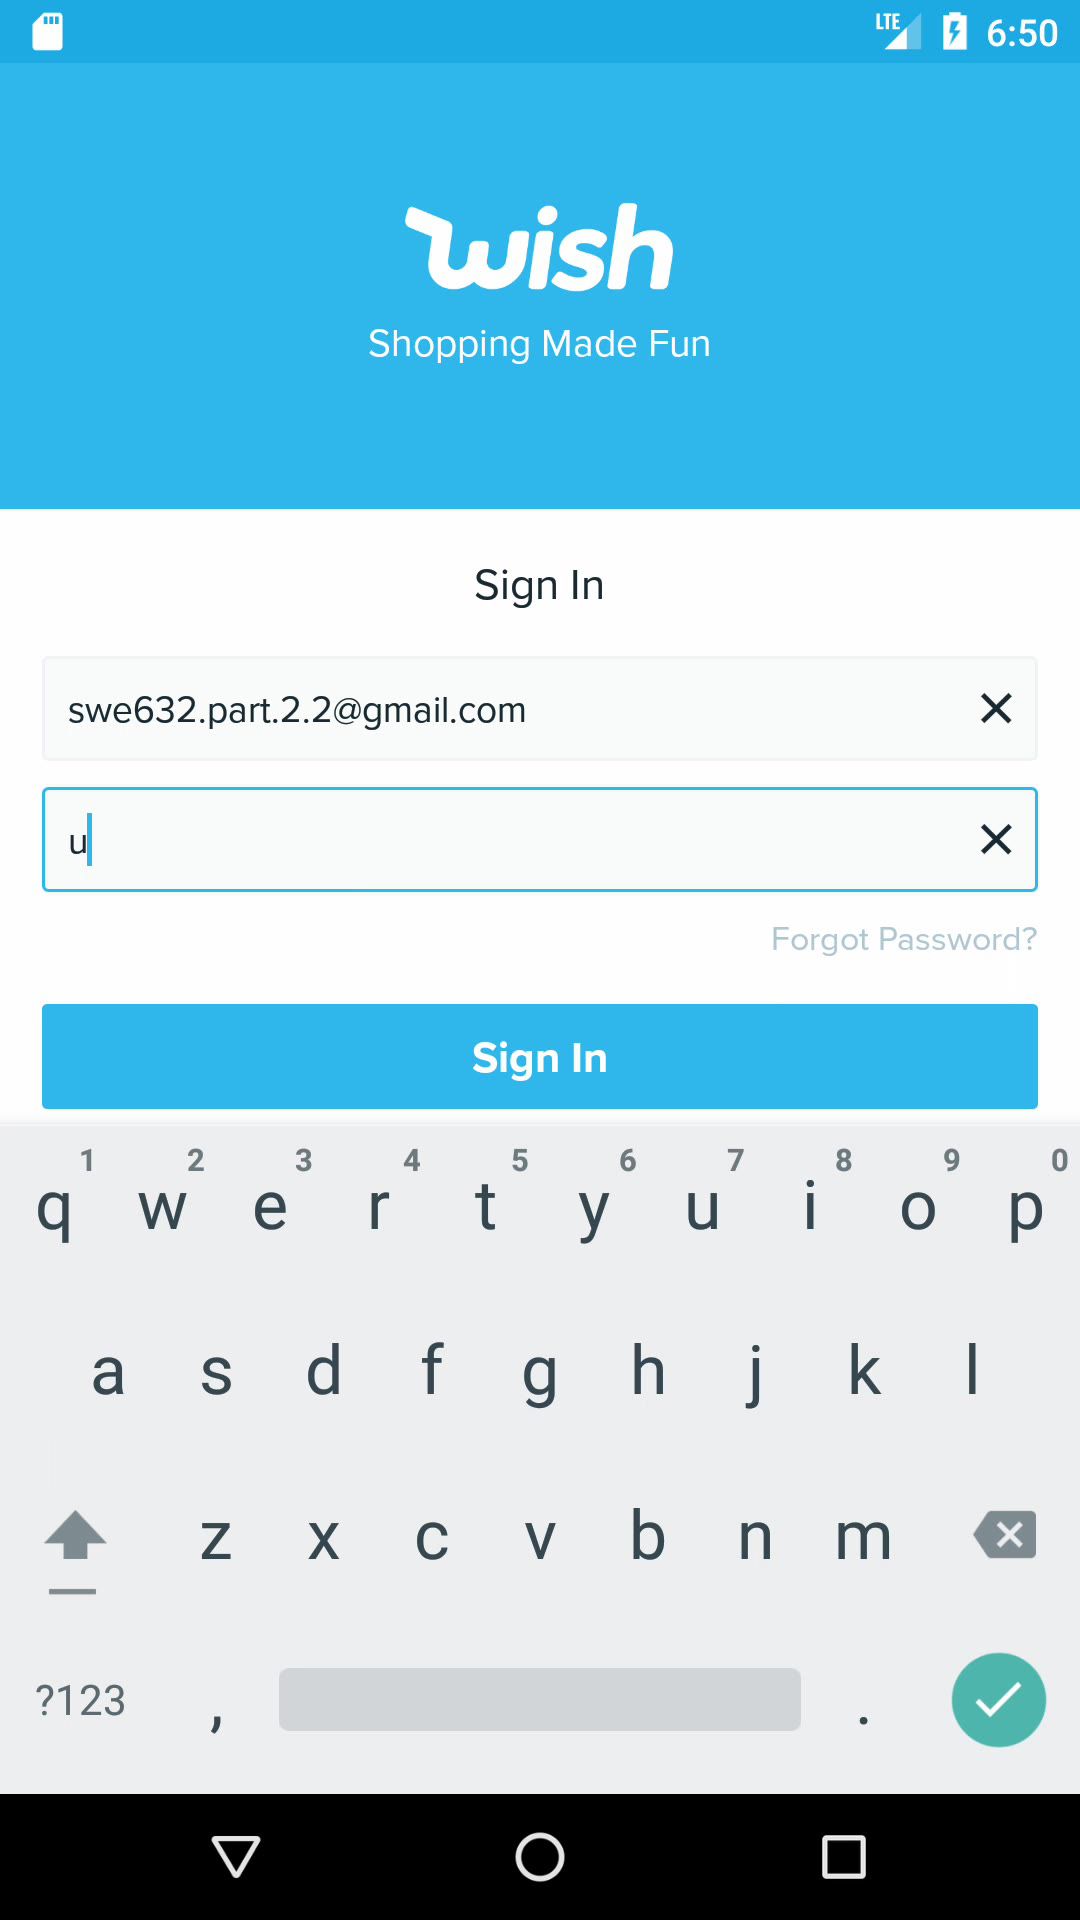 LTE 6:50
wish
Shopping Made Fun
Sign In
swe632.part.2.2@gmail.com
u
Forgot Password?
Sign In
1 2 3 4 5 6 7 8 9 0
q w e r t y u i o p
a s d f g h j k l
z x c v b n m
?123 , .